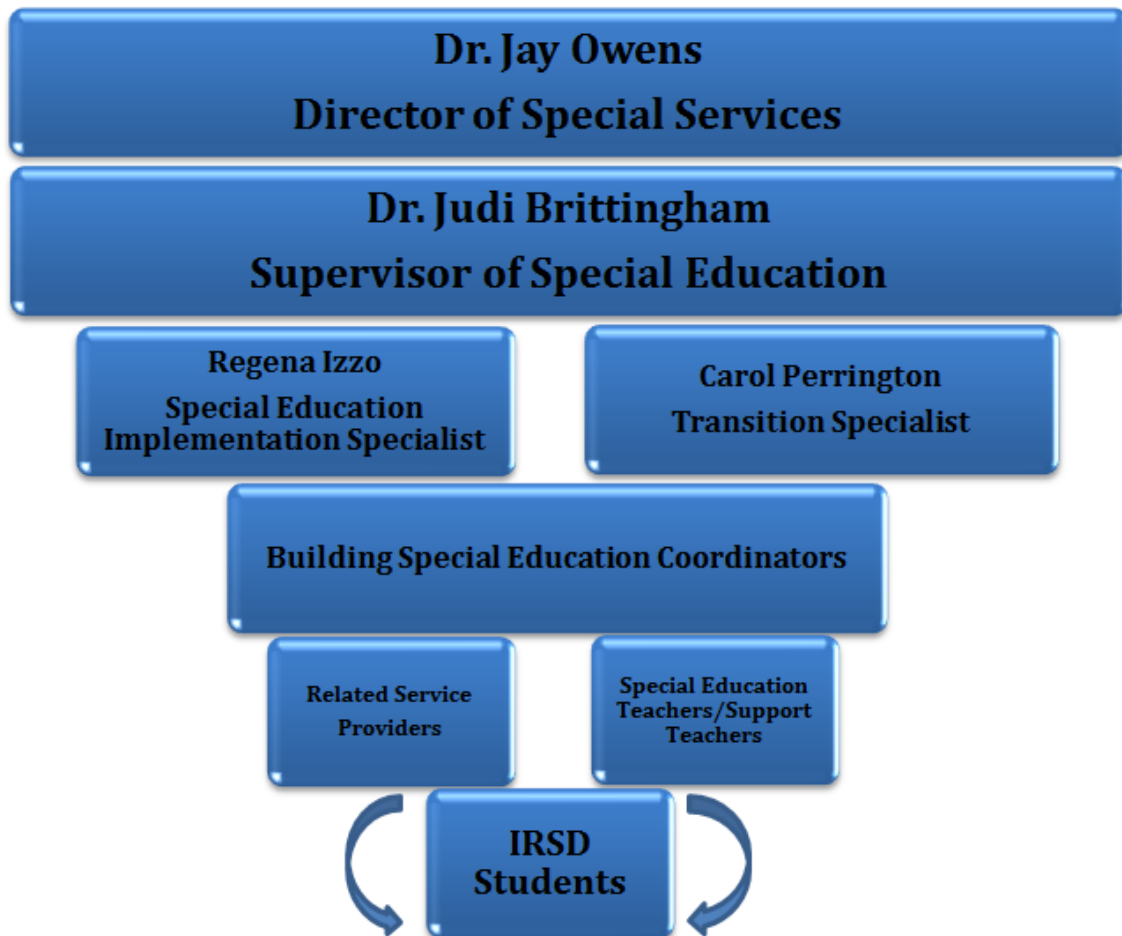 Dr. Jay Owens
Director of Special Services
Dr. Judi Brittingham
Supervisor of Special Education
Regena Izzo
Special Education
Implementation Specialist
Carol Perrington
Transition Specialist
Building Special Education Coordinators
Related Service
Providers
Special Education
Teachers/Support
Teachers
IRSD
Students